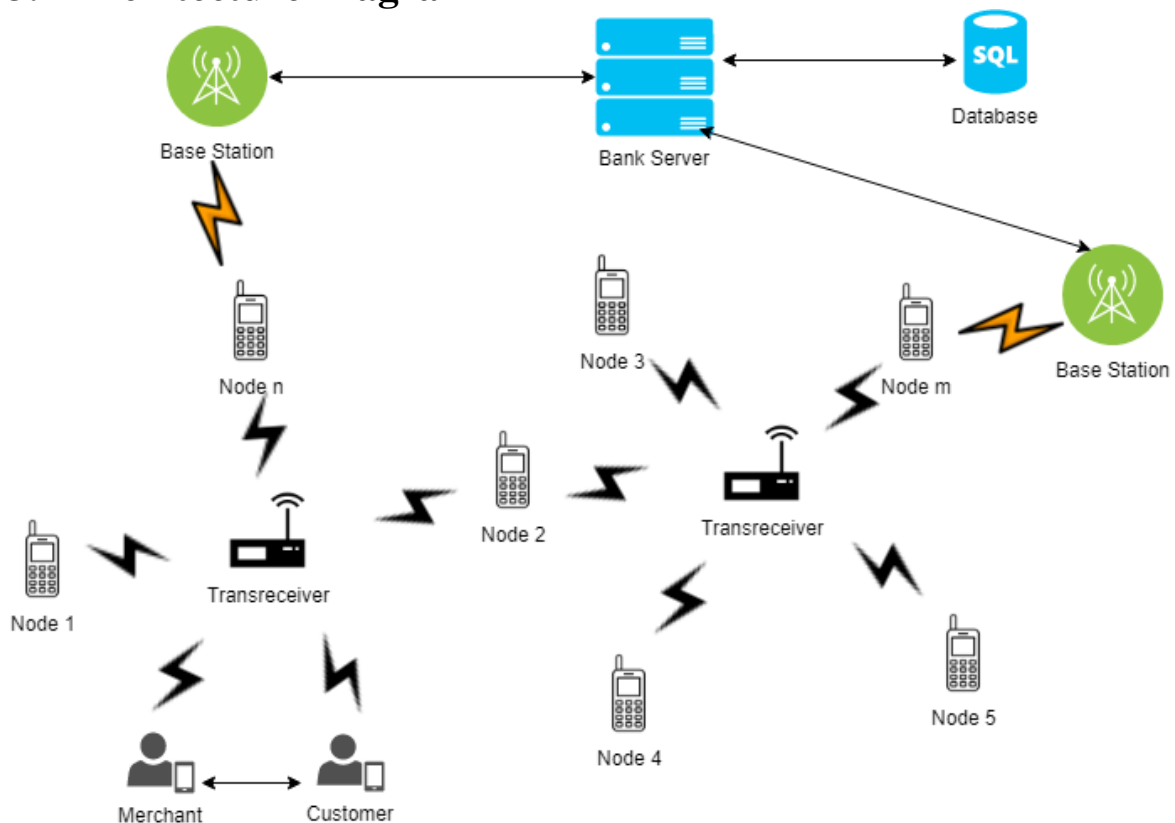 SQL
Database
Base Station
Bank Server
Node 3
Node n
Node m
Base Station
Node 2
Transreceiver
Node 1
Transreceiver
Node 4
Node 5
Merchant
Customer